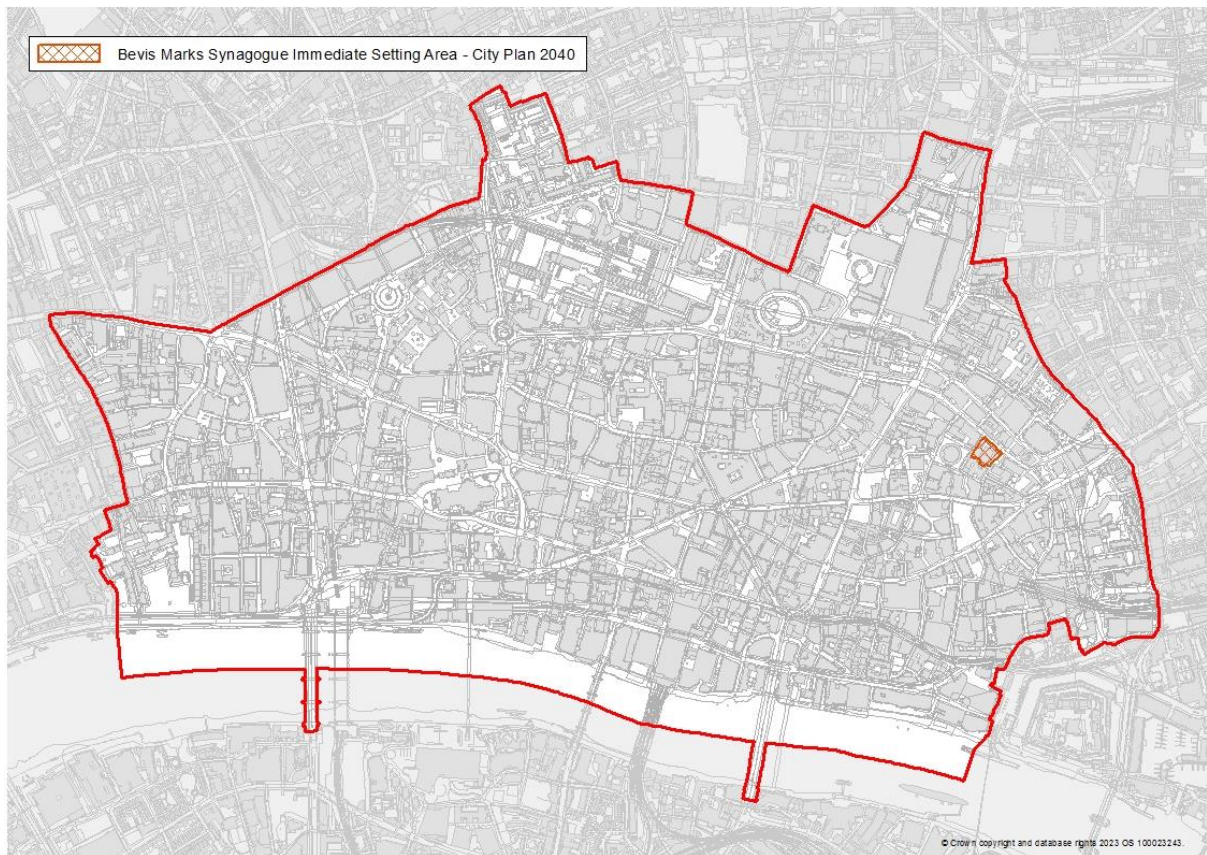 Bevis Marks Synagogue Immediate Setting Area - City Plan 2040
© Crown copyright and database rights 2023 OS 100023243.